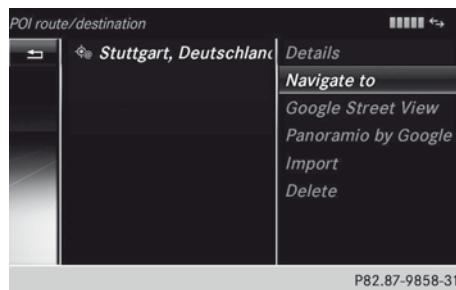 POI route/destination
Stuttgart, Deutschland
Details
Navigate to
Google Street View
Panoramio by Google
Import
Delete
P82.87-9858-31